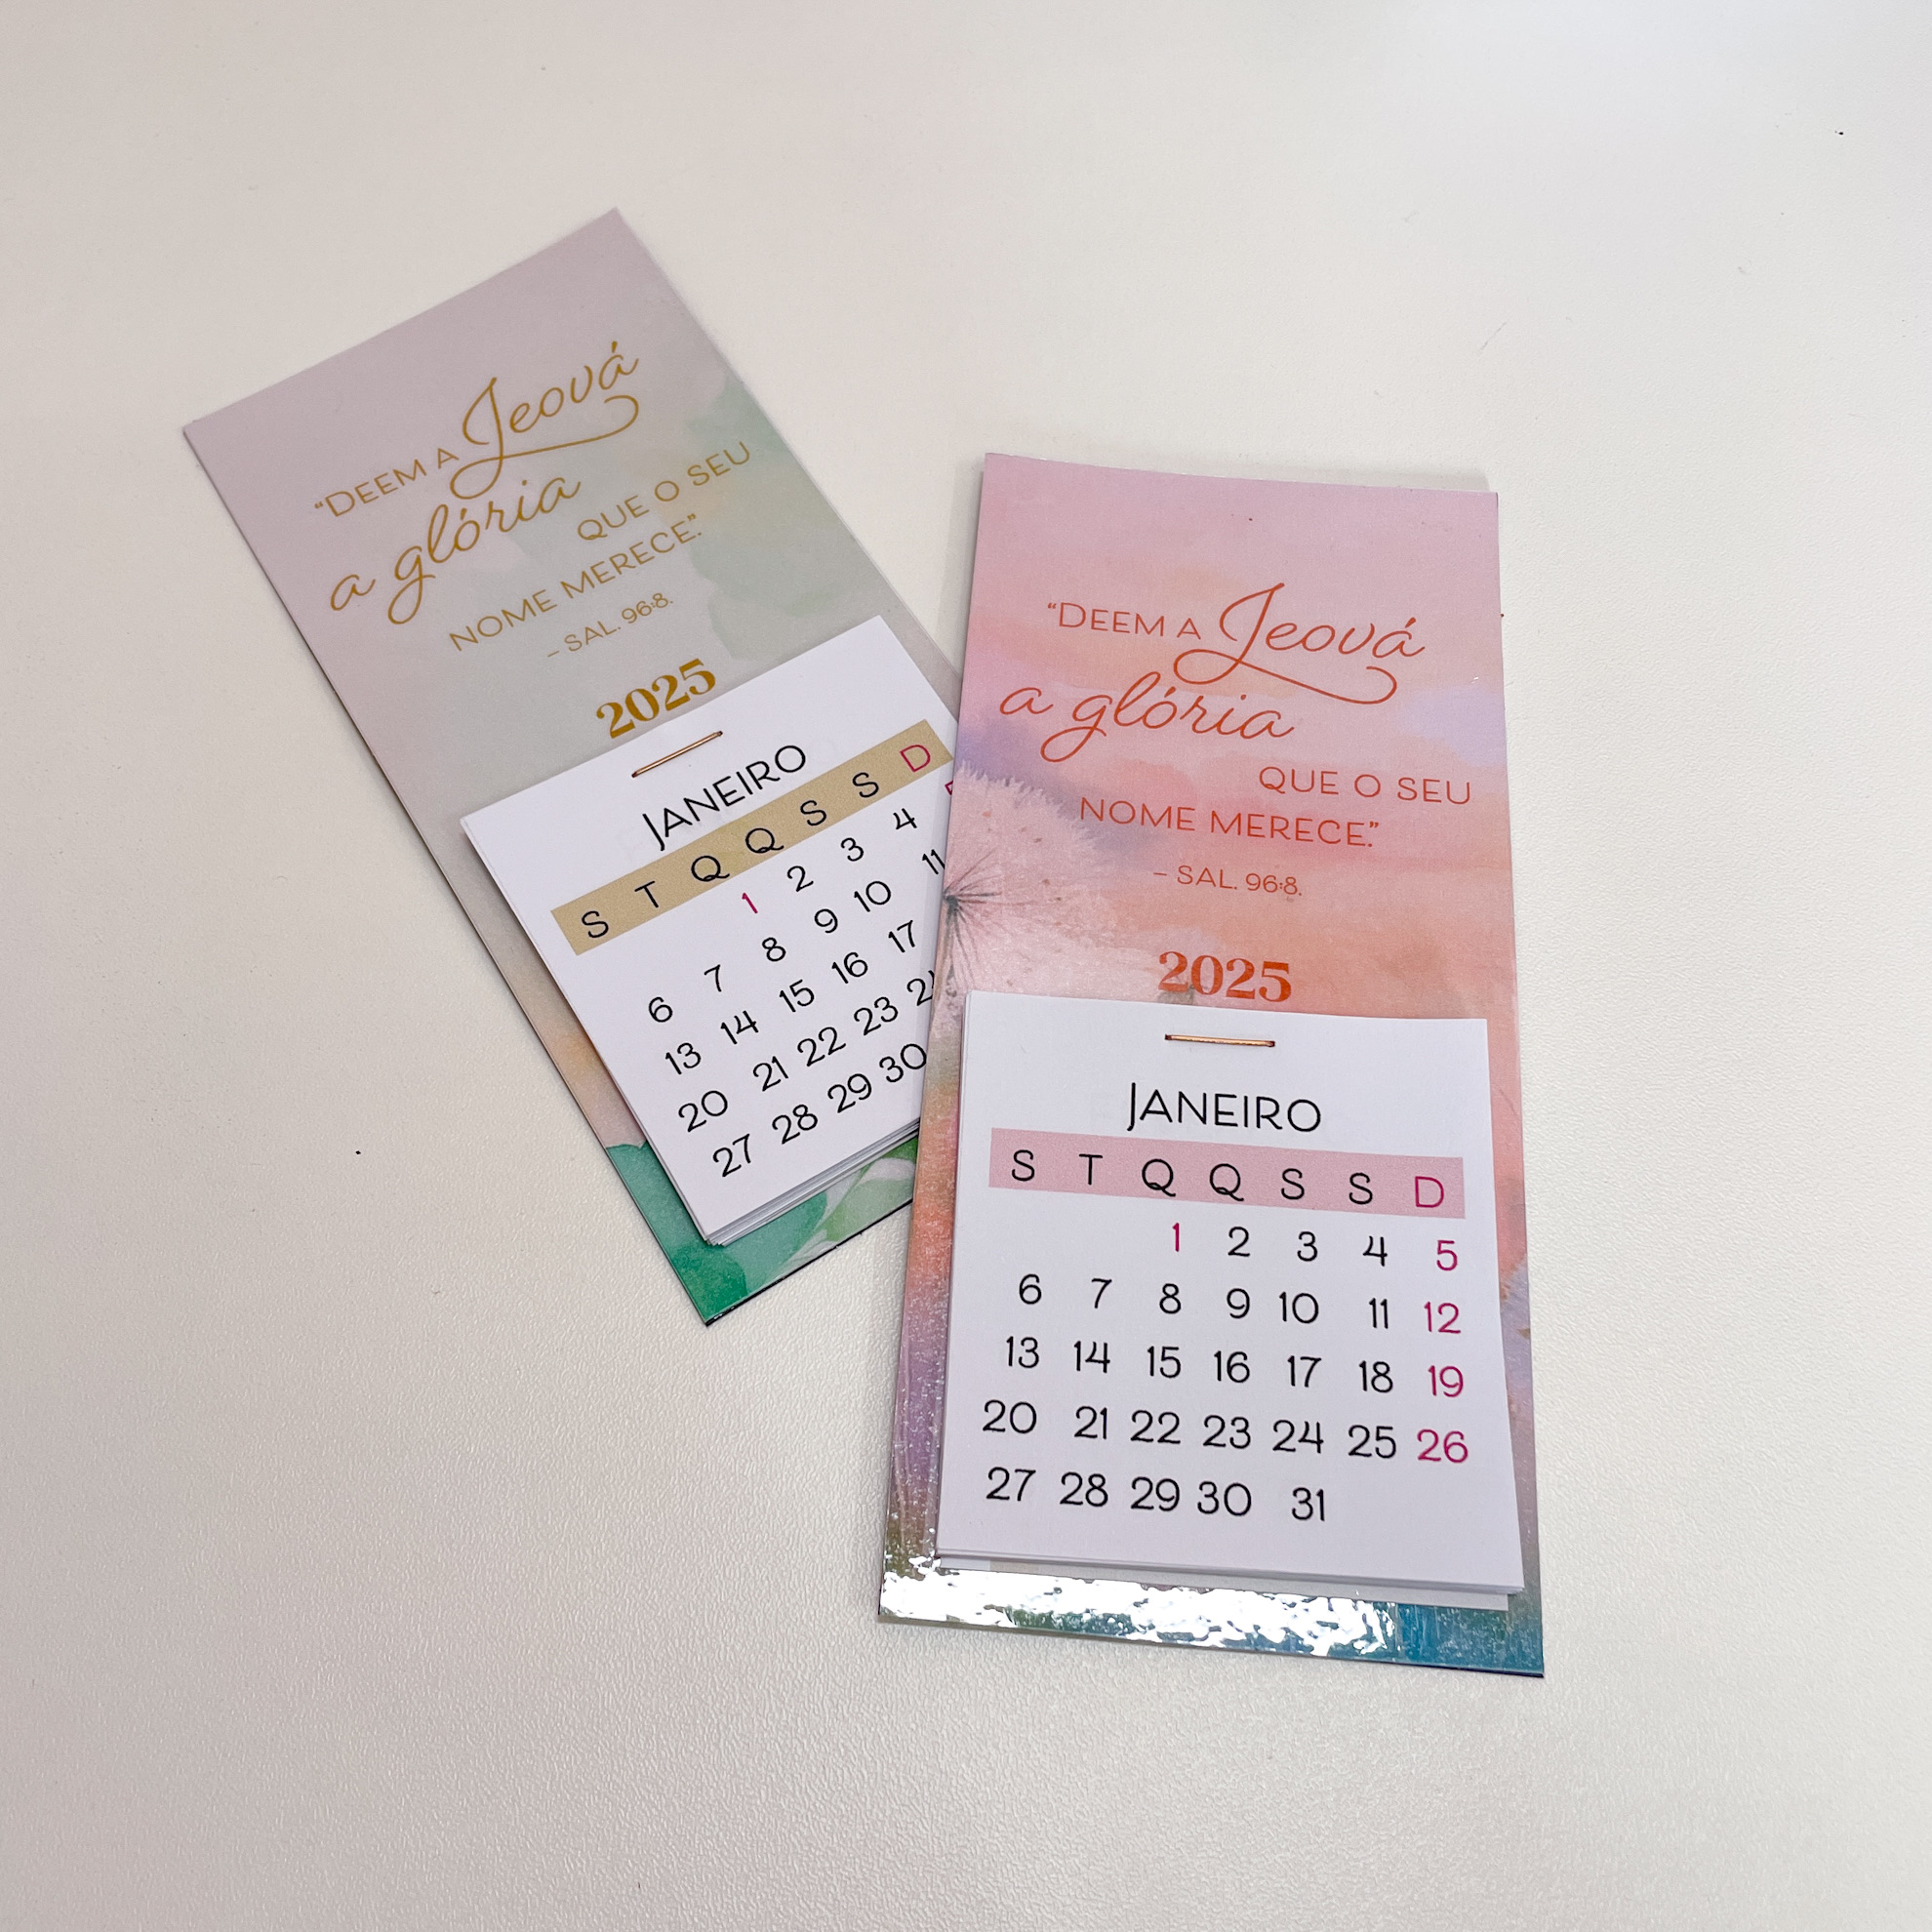 “DEEM A Jeová
a glória
QUE O SEU
NOME MERECE.”
– SAL. 96:8.
2025
JANEIRO
S T Q Q S S D
1 2 3 4
6 7 8 9 10 11
13 14 15 16 17
20 21 22 23
27 28 29 30
“DEEM A Jeová
a glória
QUE O SEU
NOME MERECE.”
– SAL. 96:8.
2025
JANEIRO
S T Q Q S S D
1 2 3 4 5
6 7 8 9 10 11 12
13 14 15 16 17 18 19
20 21 22 23 24 25 26
27 28 29 30 31